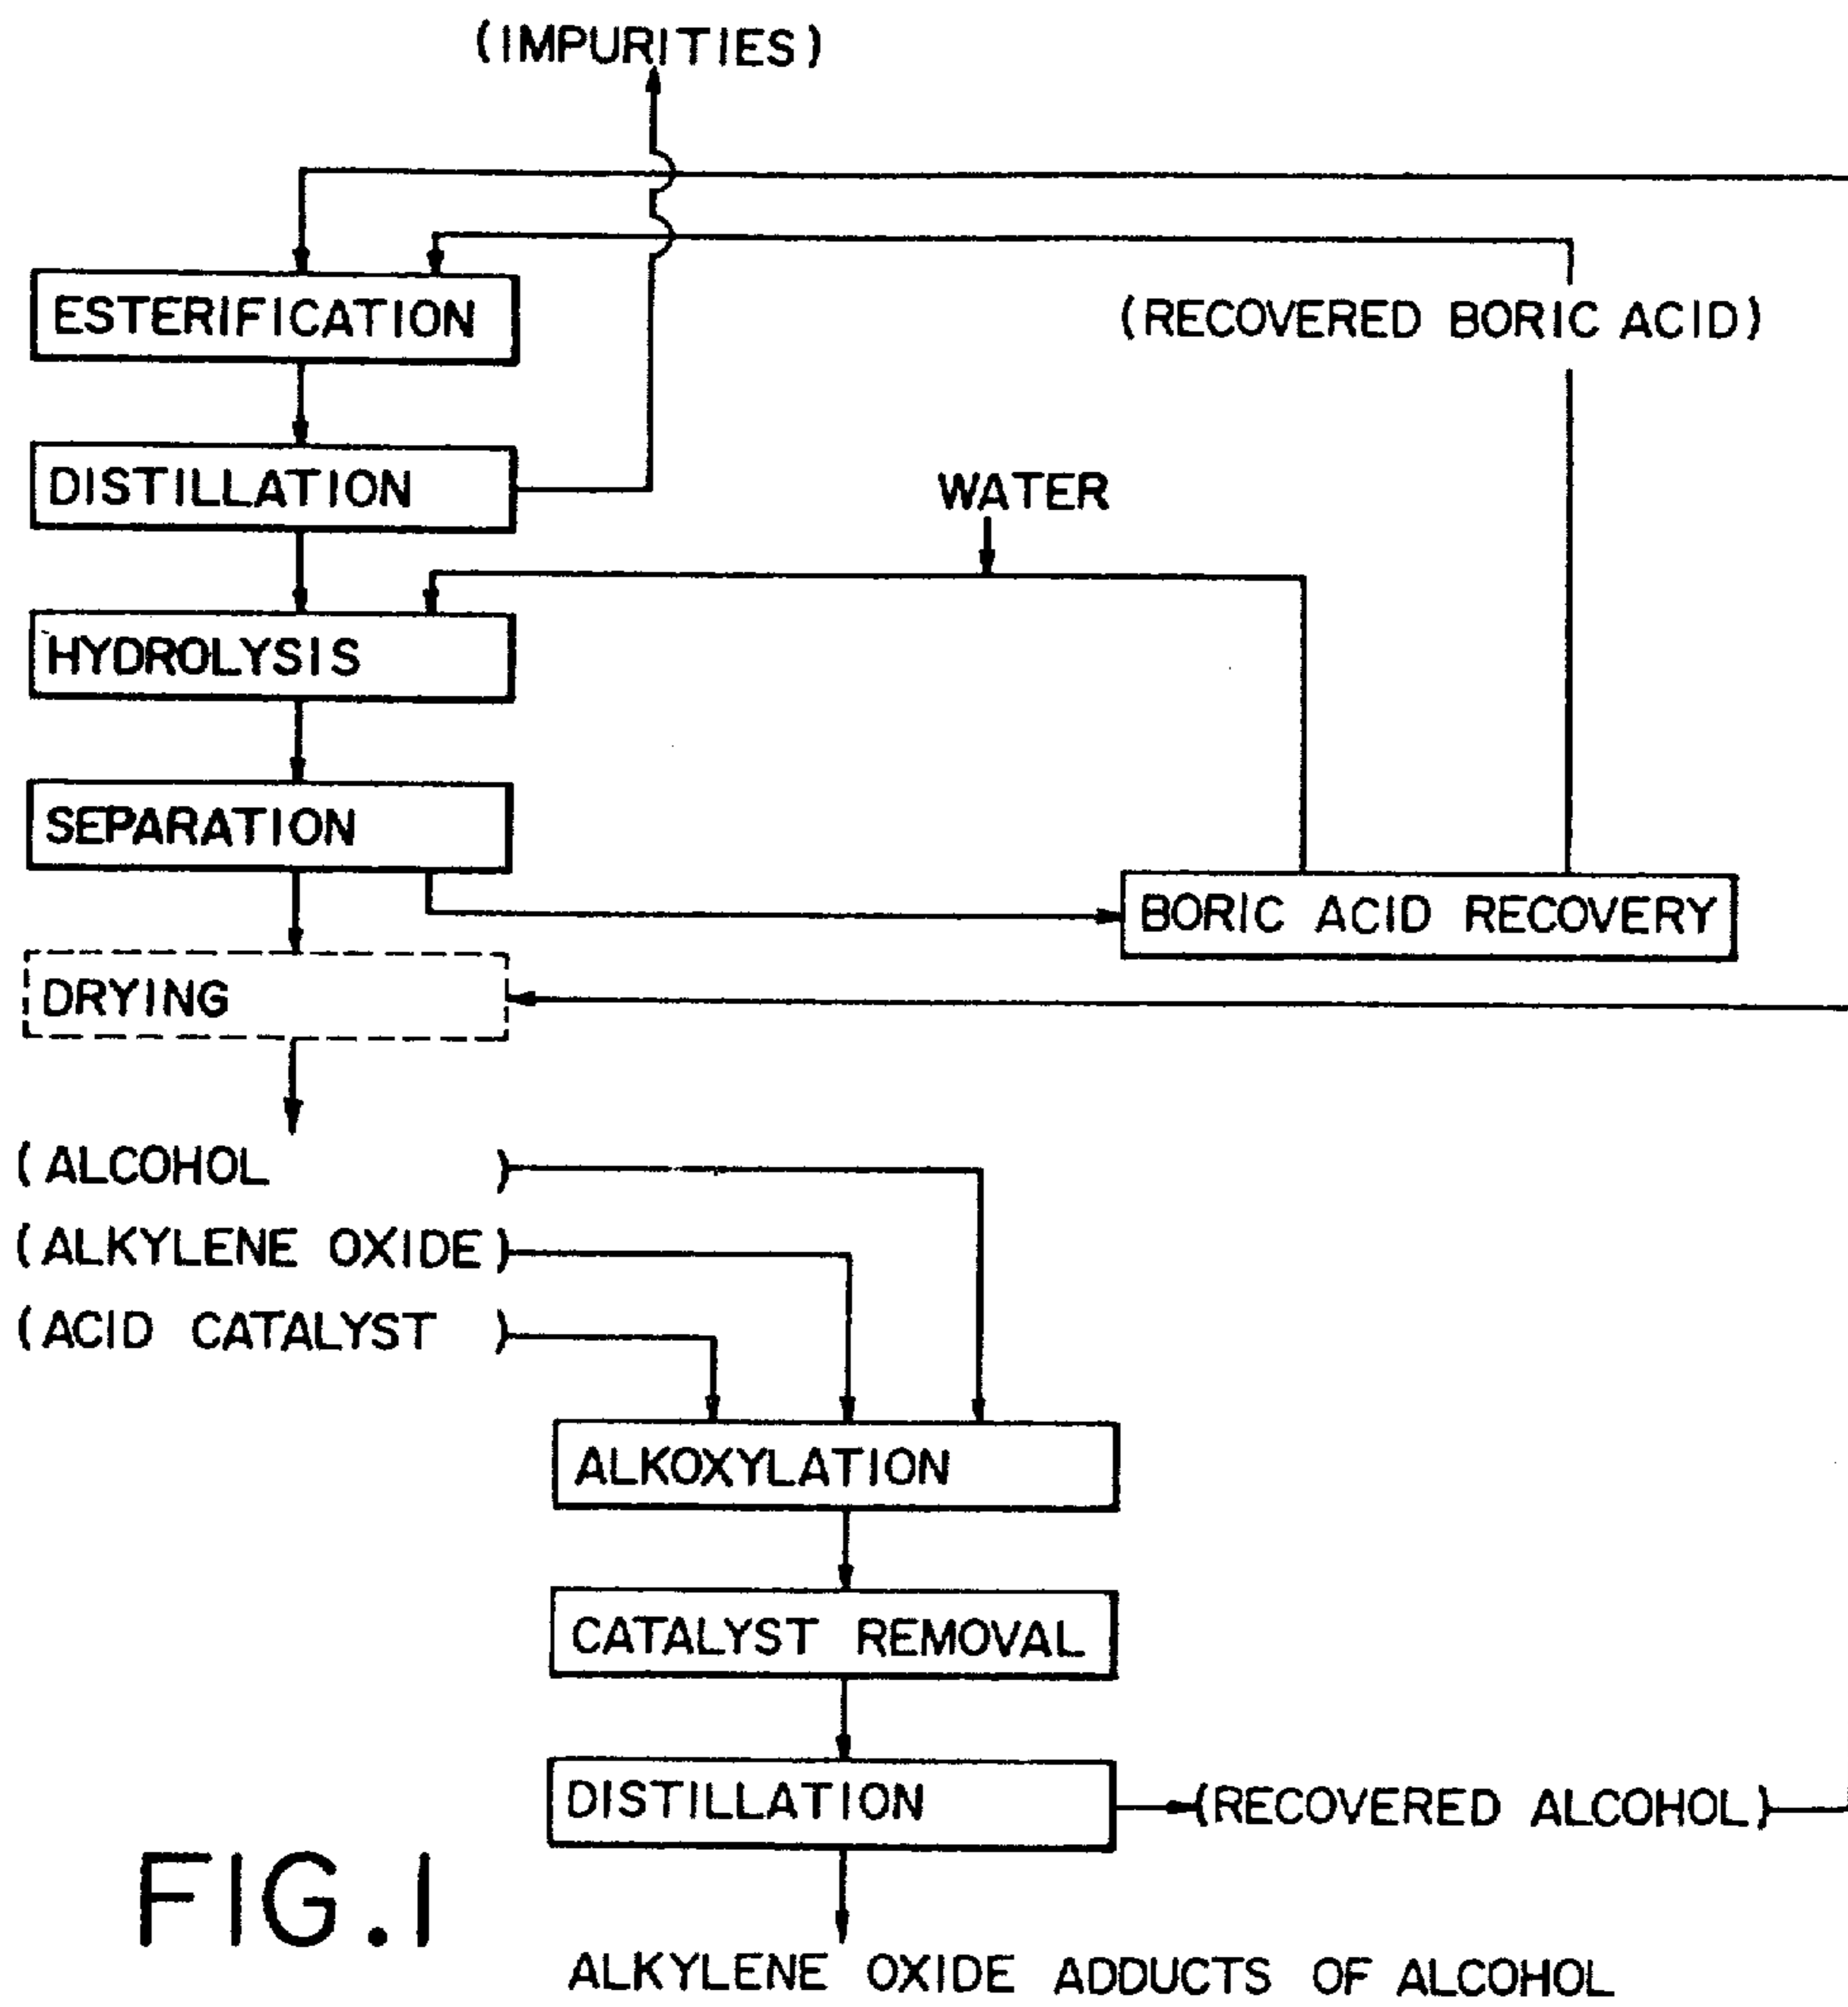 (IMPURITIES)
ESTERIFICATION
(RECOVERED BORIC ACID)
DISTILLATION
WATER
HYDROLYSIS
SEPARATION
BORIC ACID RECOVERY
DRYING
(ALCOHOL )
(ALKYLENE OXIDE)
(ACID CATALYST )
ALKOXYLATION
CATALYST REMOVAL
DISTILLATION
(RECOVERED ALCOHOL)
FIG.1
ALKYLENE OXIDE ADDUCTS OF ALCOHOL